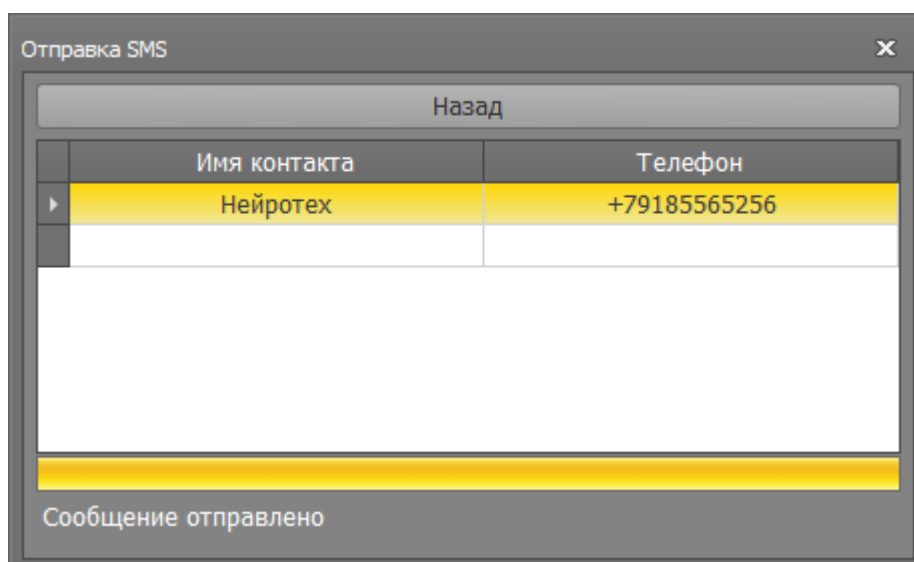 Отправка SMS
Назад
Имя контакта Телефон
Нейротех +79185565256
Сообщение отправлено